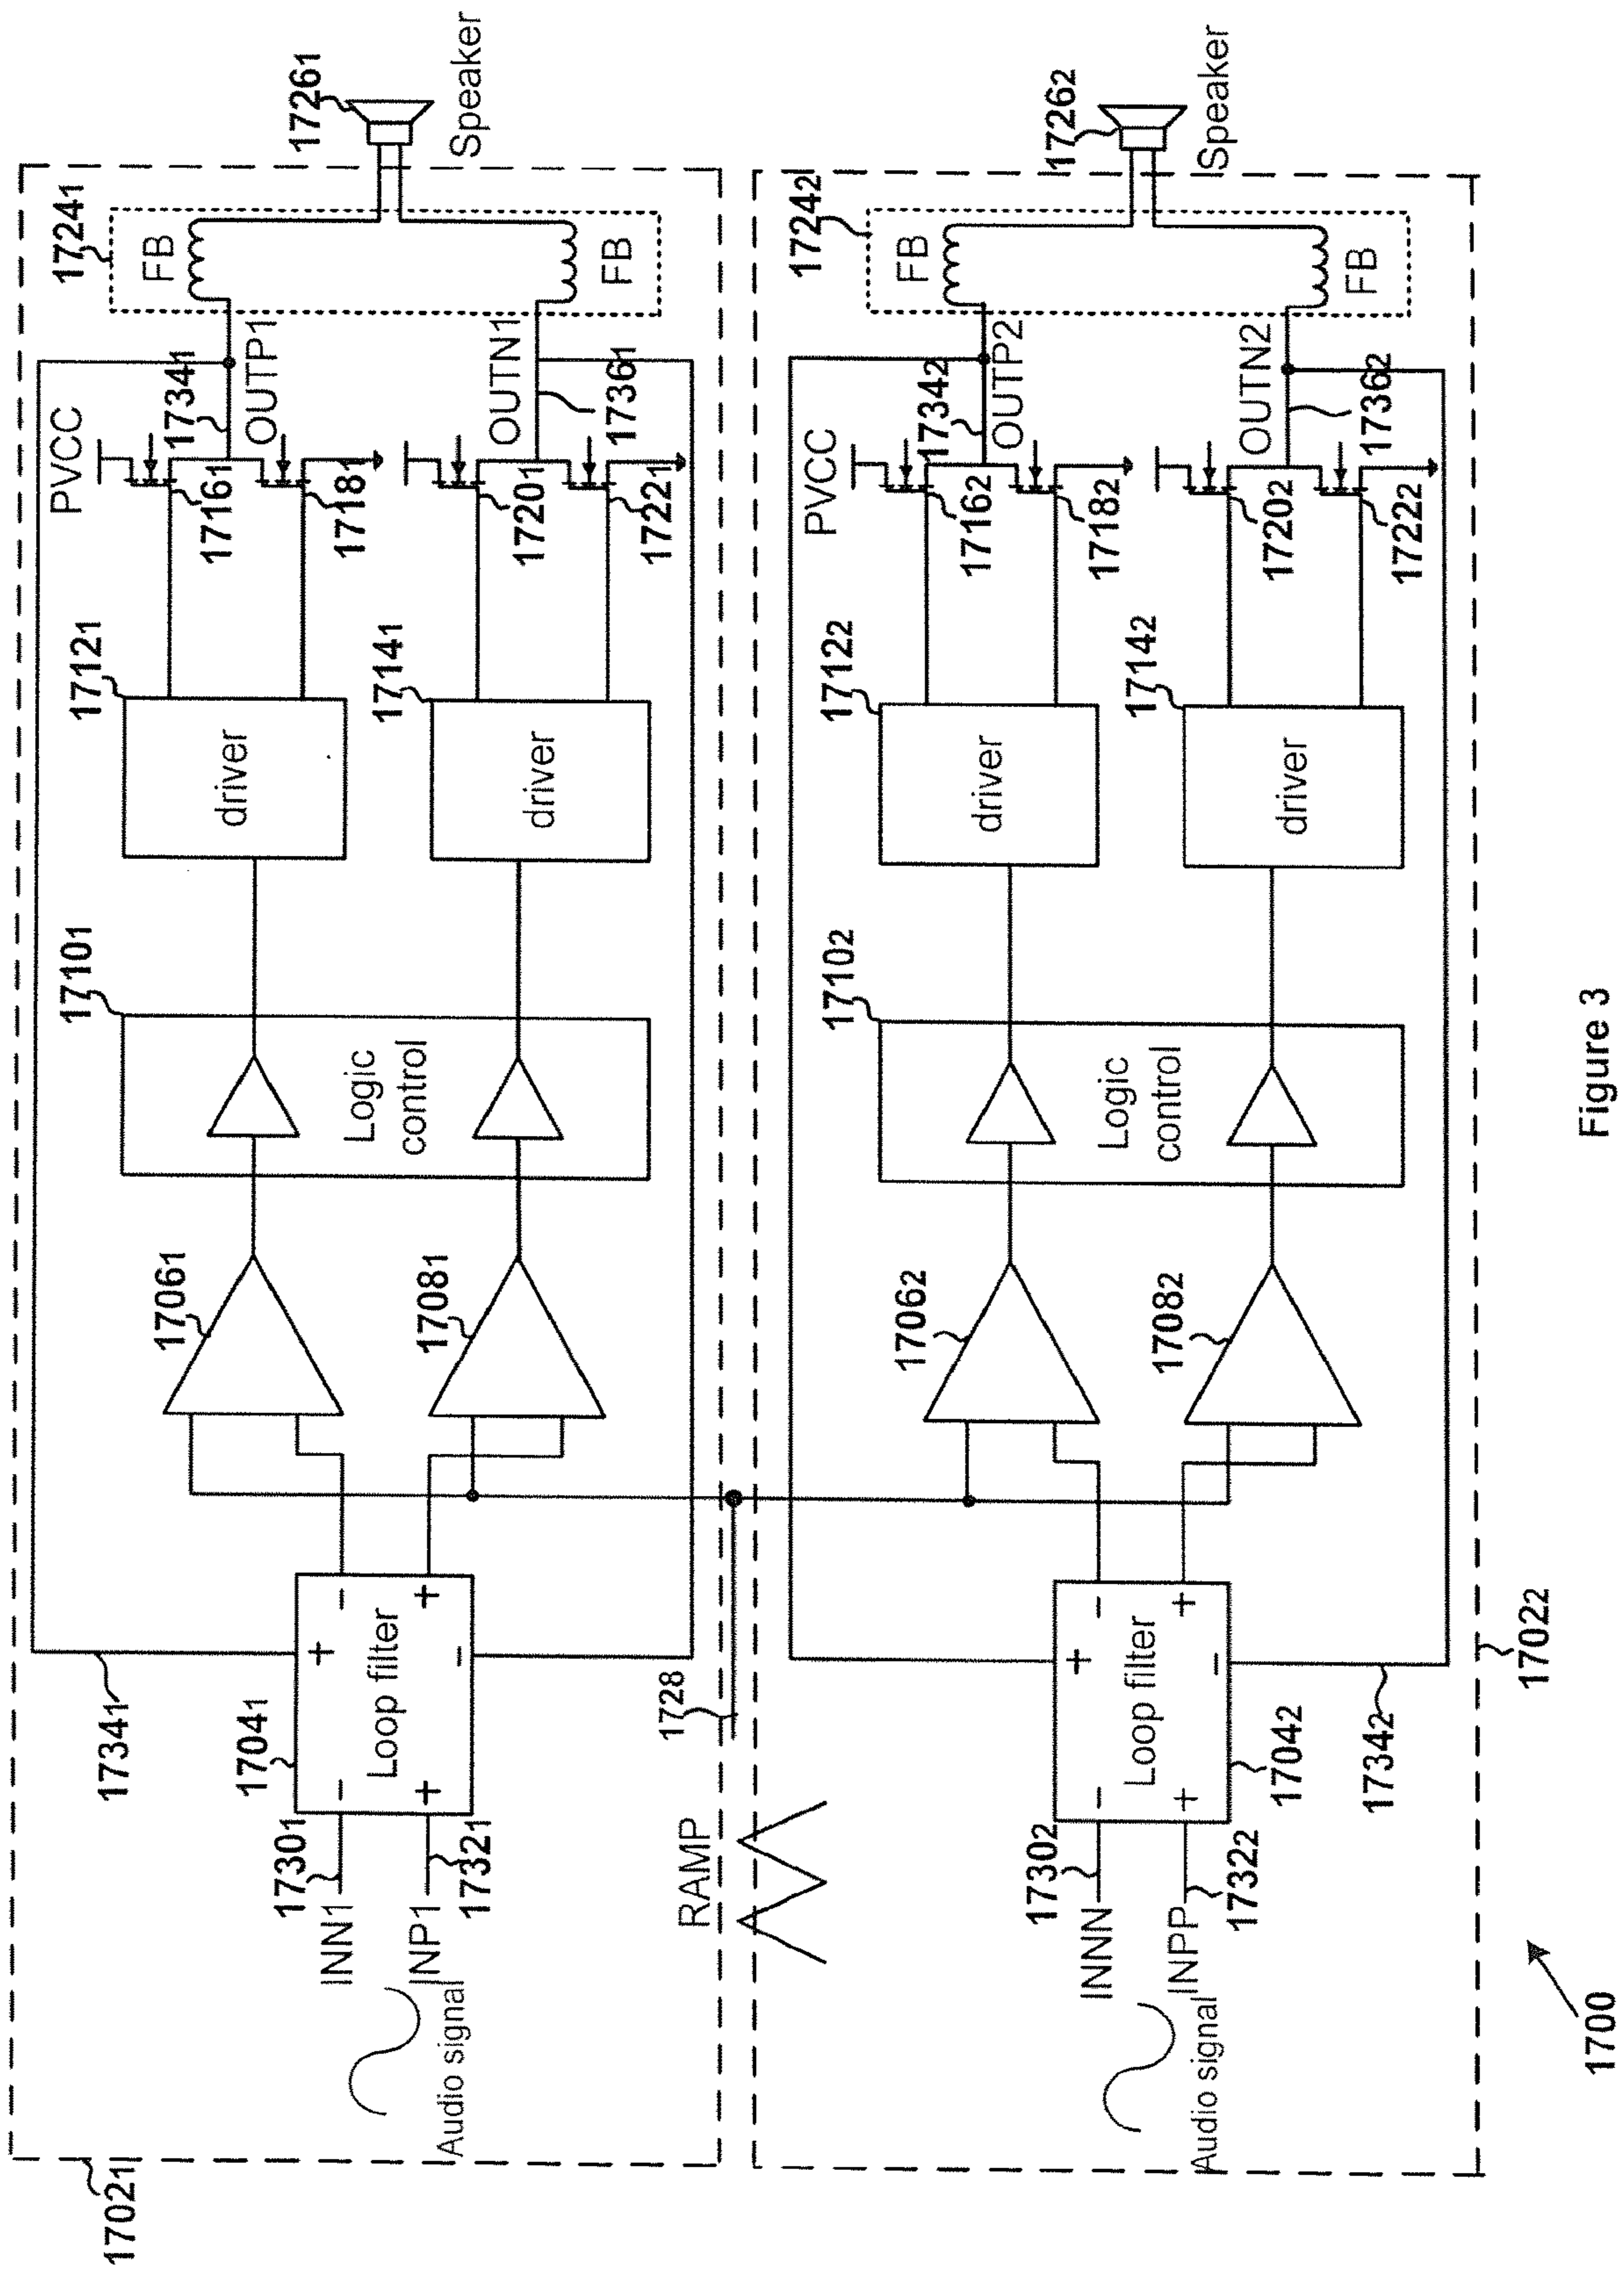 1702₁
1734₁
1704₁
Loop filter
+
−
−
+
−
+
1730₁
1732₁
INN1
INP1
Audio signal
1706₁
1708₁
1710₁
Logic
control
1712₁
driver
1714₁
driver
PVCC
1716₁
1718₁
1734₁
OUTP1
1720₁
1722₁
OUTN1
1736₁
1724₁
FB
FB
1726₁
Speaker
1728
RAMP
1702₂
1734₂
1704₂
Loop filter
+
−
−
+
−
+
1730₂
1732₂
INNN
INPP
Audio signal
1706₂
1708₂
1710₂
Logic
control
1712₂
driver
1714₂
driver
PVCC
1716₂
1718₂
1734₂
OUTP2
1720₂
1722₂
OUTN2
1736₂
1724₂
FB
FB
1726₂
Speaker
1700
Figure 3